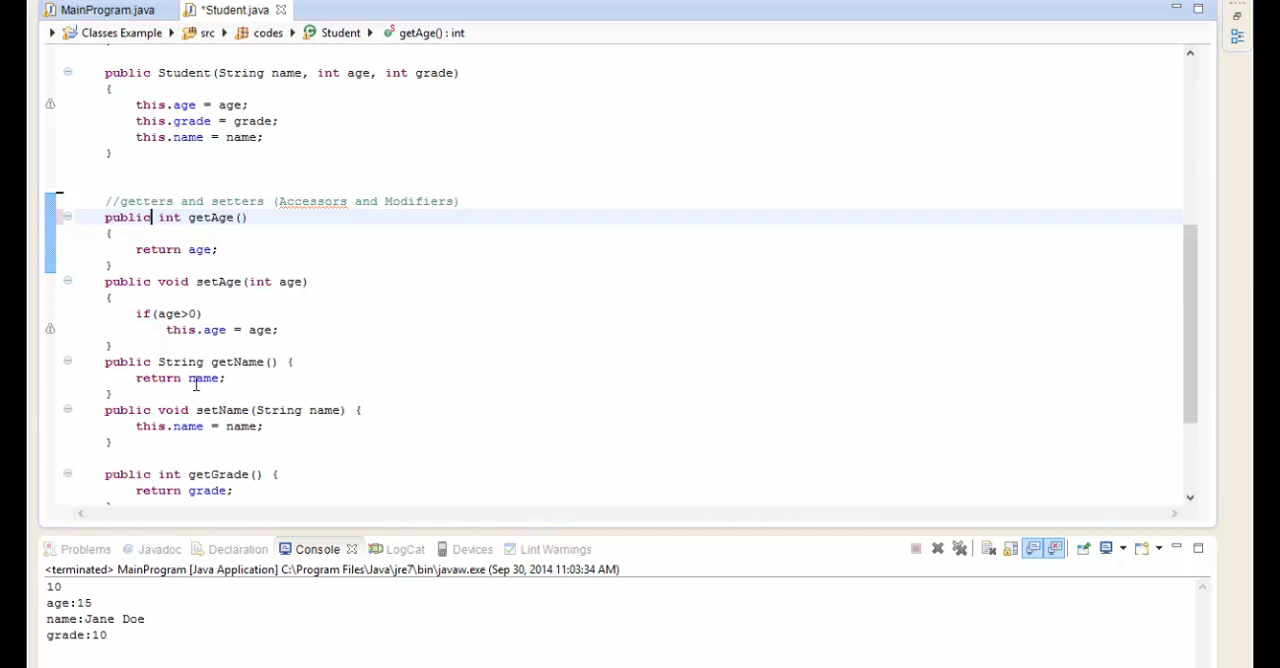 MainProgram.java *Student.java
Classes Example src codes Student getAge() : int
public Student(String name, int age, int grade)
{
this.age = age;
this.grade = grade;
this.name = name;
}
//getters and setters (Accessors and Modifiers)
public int getAge()
{
return age;
}
public void setAge(int age)
{
if(age>0)
this.age = age;
}
public String getName() {
return name;
}
public void setName(String name) {
this.name = name;
}
public int getGrade() {
return grade;
Problems Javadoc Declaration Console LogCat Devices Lint Warnings
<terminated> MainProgram [Java Application] C:\Program Files\Java\jre7\bin\javaw.exe (Sep 30, 2014 11:03:34 AM)
10
age:15
name:Jane Doe
grade:10